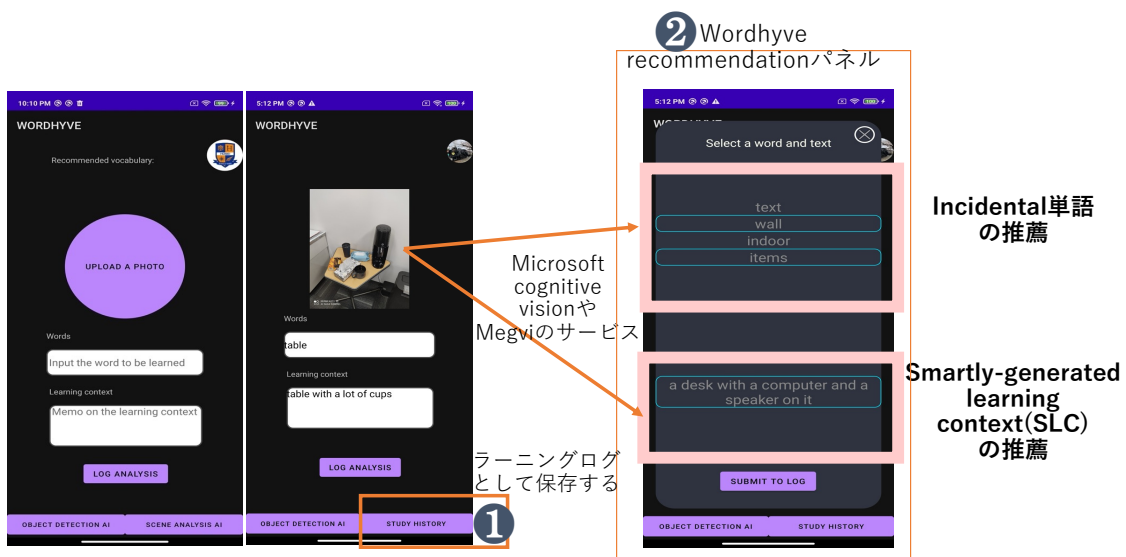 ❷ Wordhyve
recommendationパネル
10:10 PM
WORDHYVE
Recommended vocabulary:
UPLOAD A PHOTO
Words
Input the word to be learned
Learning context
Memo on the learning context
LOG ANALYSIS
OBJECT DETECTION AI
SCENE ANALYSIS AI
5:12 PM
WORDHYVE
Words
table
Learning context
table with a lot of cups
LOG ANALYSIS
OBJECT DETECTION AI
STUDY HISTORY
❶
ラーニングログ
として保存する
Microsoft
cognitive
visionや
Megviのサービス
5:12 PM
Select a word and text
text
wall
indoor
items
a desk with a computer and a
speaker on it
SUBMIT TO LOG
OBJECT DETECTION AI
STUDY HISTORY
Incidental単語
の推薦
Smartly-generated
learning
context(SLC)
の推薦